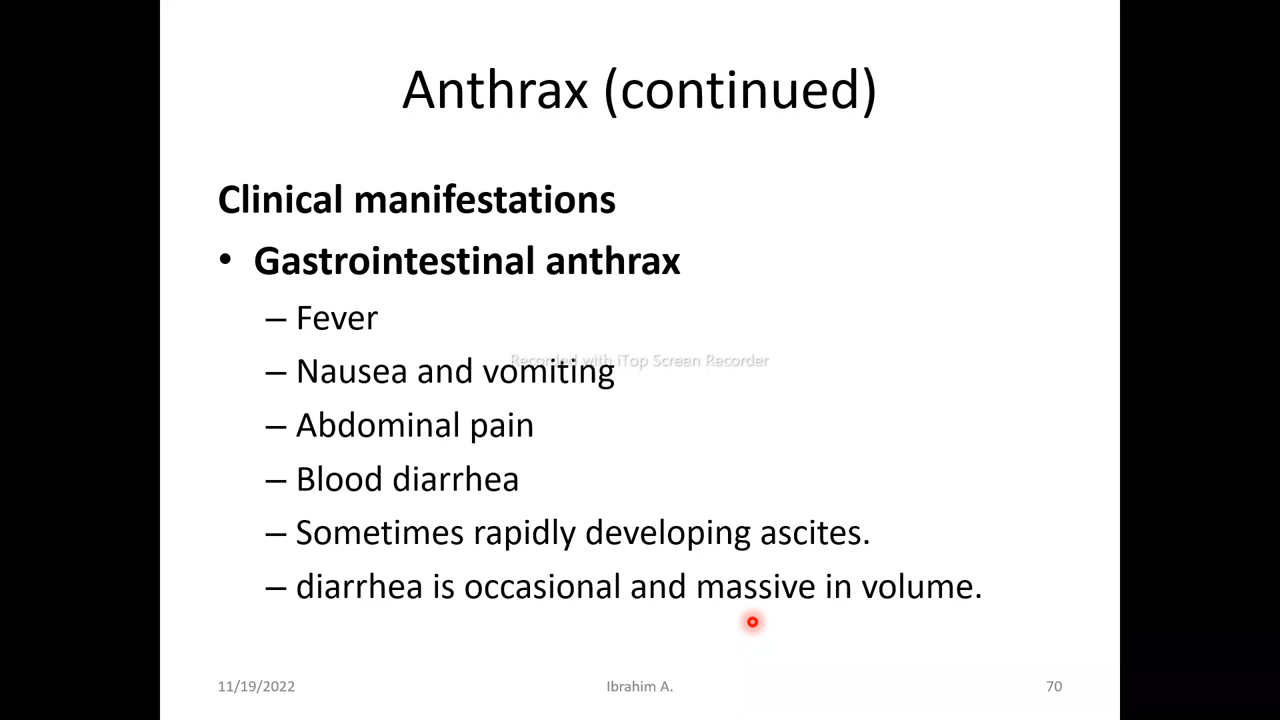 Anthrax (continued)
Clinical manifestations
• Gastrointestinal anthrax
– Fever
Recorded with iTop Screen Recorder
– Nausea and vomiting
– Abdominal pain
– Blood diarrhea
– Sometimes rapidly developing ascites.
– diarrhea is occasional and massive in volume.
11/19/2022
Ibrahim A.
70